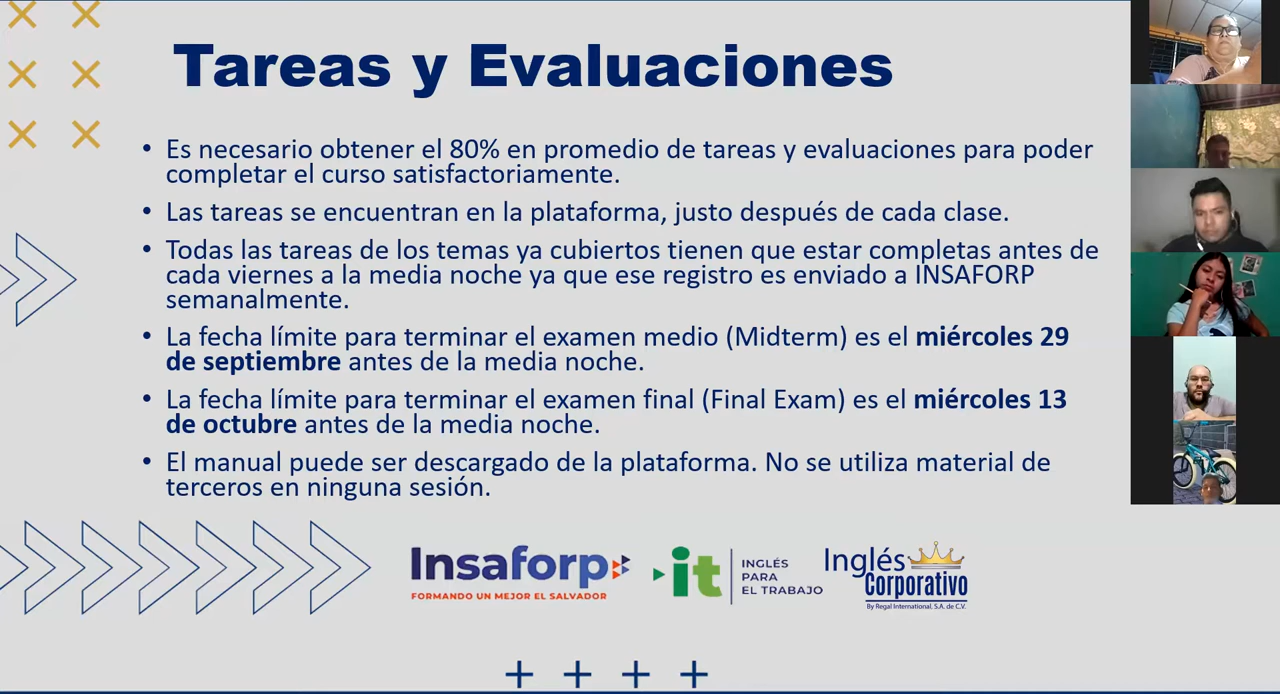 Tareas y Evaluaciones
• Es necesario obtener el 80% en promedio de tareas y evaluaciones para poder
completar el curso satisfactoriamente.
• Las tareas se encuentran en la plataforma, justo después de cada clase.
• Todas las tareas de los temas ya cubiertos tienen que estar completas antes de
cada viernes a la media noche ya que ese registro es enviado a INSAFORP
semanalmente.
• La fecha límite para terminar el examen medio (Midterm) es el miércoles 29
de septiembre antes de la media noche.
• La fecha límite para terminar el examen final (Final Exam) es el miércoles 13
de octubre antes de la media noche.
• El manual puede ser descargado de la plataforma. No se utiliza material de
terceros en ninguna sesión.
Insaforp
FORMANDO UN MEJOR EL SALVADOR
it
INGLÉS
PARA
EL TRABAJO
Inglés
Corporativo
By Regal International, S.A. de C.V.